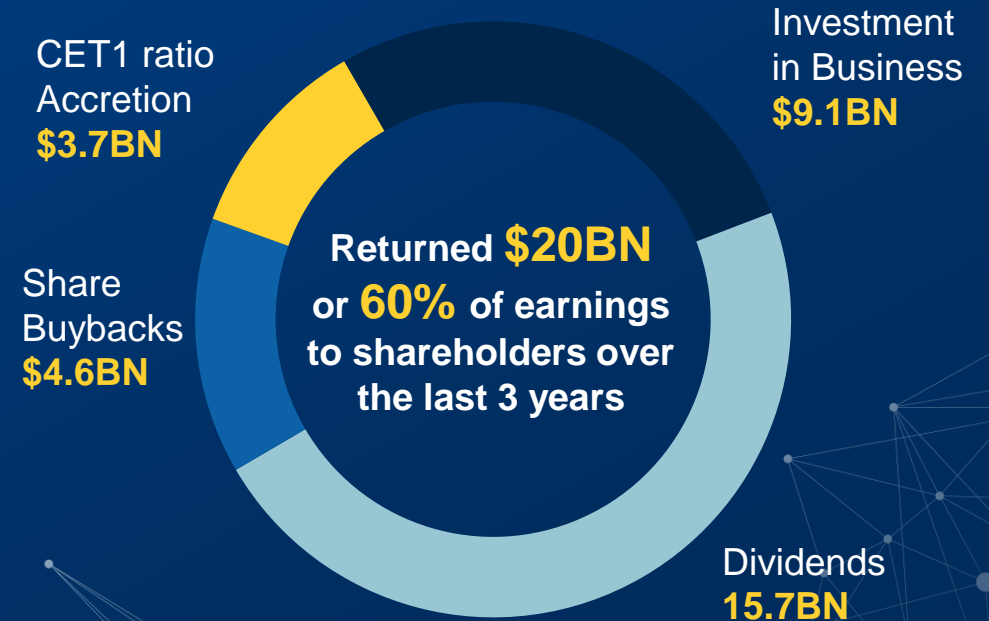 CET1 ratio
Accretion
$3.7BN
Investment
in Business
$9.1BN
Share
Buybacks
$4.6BN
Returned $20BN
or 60% of earnings
to shareholders over
the last 3 years
Dividends
15.7BN